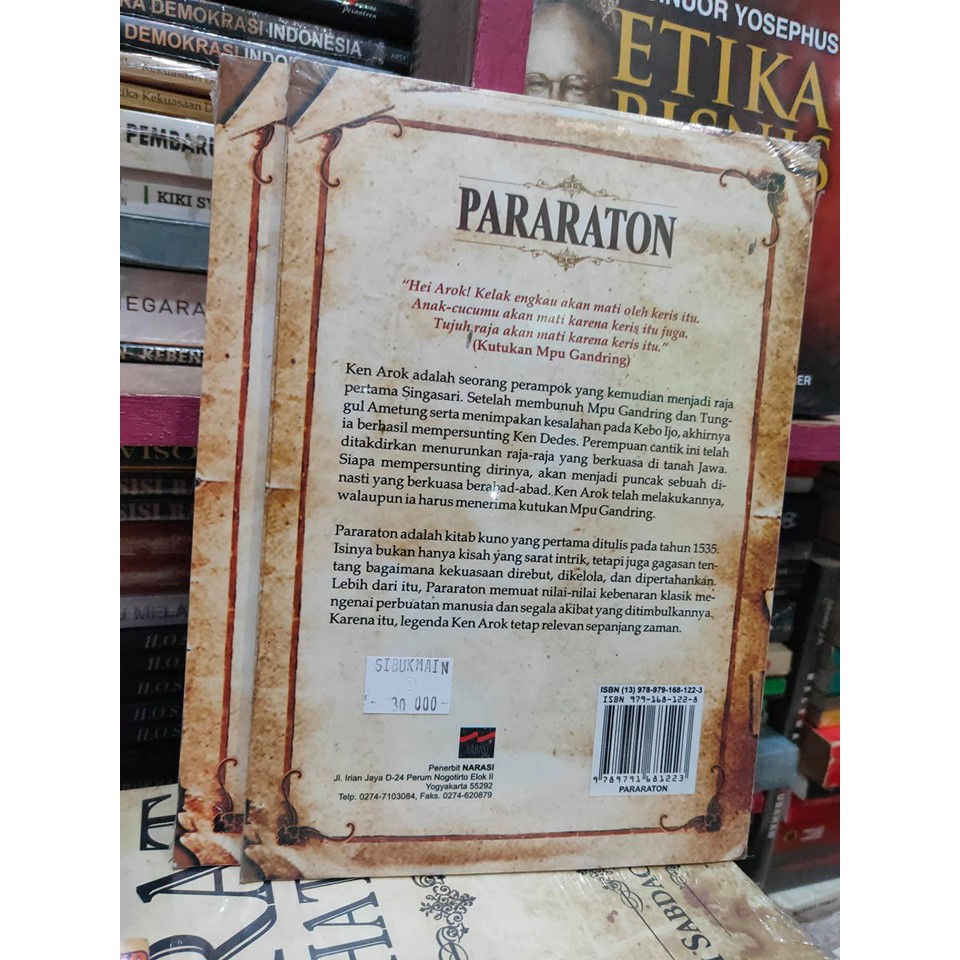 PARARATON
“Hei Arok! Kelak engkau akan mati oleh keris itu.
Anak-cucumu akan mati karena keris itu juga.
Tujuh raja akan mati karena keris itu.”
(Kutukan Mpu Gandring)
Ken Arok adalah seorang perampok yang kemudian menjadi raja
pertama Singasari. Setelah membunuh Mpu Gandring dan Tung-
gul Ametung serta menimpakan kesalahan pada Kebo Ijo, akhirnya
ia berhasil mempersunting Ken Dedes. Perempuan cantik ini telah
ditakdirkan menurunkan raja-raja yang berkuasa di tanah Jawa.
Siapa mempersunting dirinya, akan menjadi puncak sebuah di-
nasti yang berkuasa berabad-abad. Ken Arok telah melakukannya,
walaupun ia harus menerima kutukan Mpu Gandring.
Pararaton adalah kitab kuno yang pertama ditulis pada tahun 1535.
Isinya bukan hanya kisah yang sarat intrik, tetapi juga gagasan ten-
tang bagaimana kekuasaan direbut, dikelola, dan dipertahankan.
Lebih dari itu, Pararaton memuat nilai-nilai kebenaran klasik me-
ngenai perbuatan manusia dan segala akibat yang ditimbulkannya.
Karena itu, legenda Ken Arok tetap relevan sepanjang zaman.
SIBUKMAIN
30 000
NARASI
Penerbit NARASI
Jl. Irian Jaya D-24 Perum Nogotirto Elok II
Yogyakarta 55292
Telp. 0274-7103084, Faks. 0274-620879
ISBN (13) 978-979-168-122-3
ISBN 979-168-122-8
9 789791 681223
PARARATON
DEMOKRASI INDONESIA
DEMOKRASI
Kekuasaan
PEMBARU
KIKI
EGARA
YOSEPHUS
ETIKA
BISNIS
H.O.S
H.O.S
H.O.S
H.O.S
SABDA